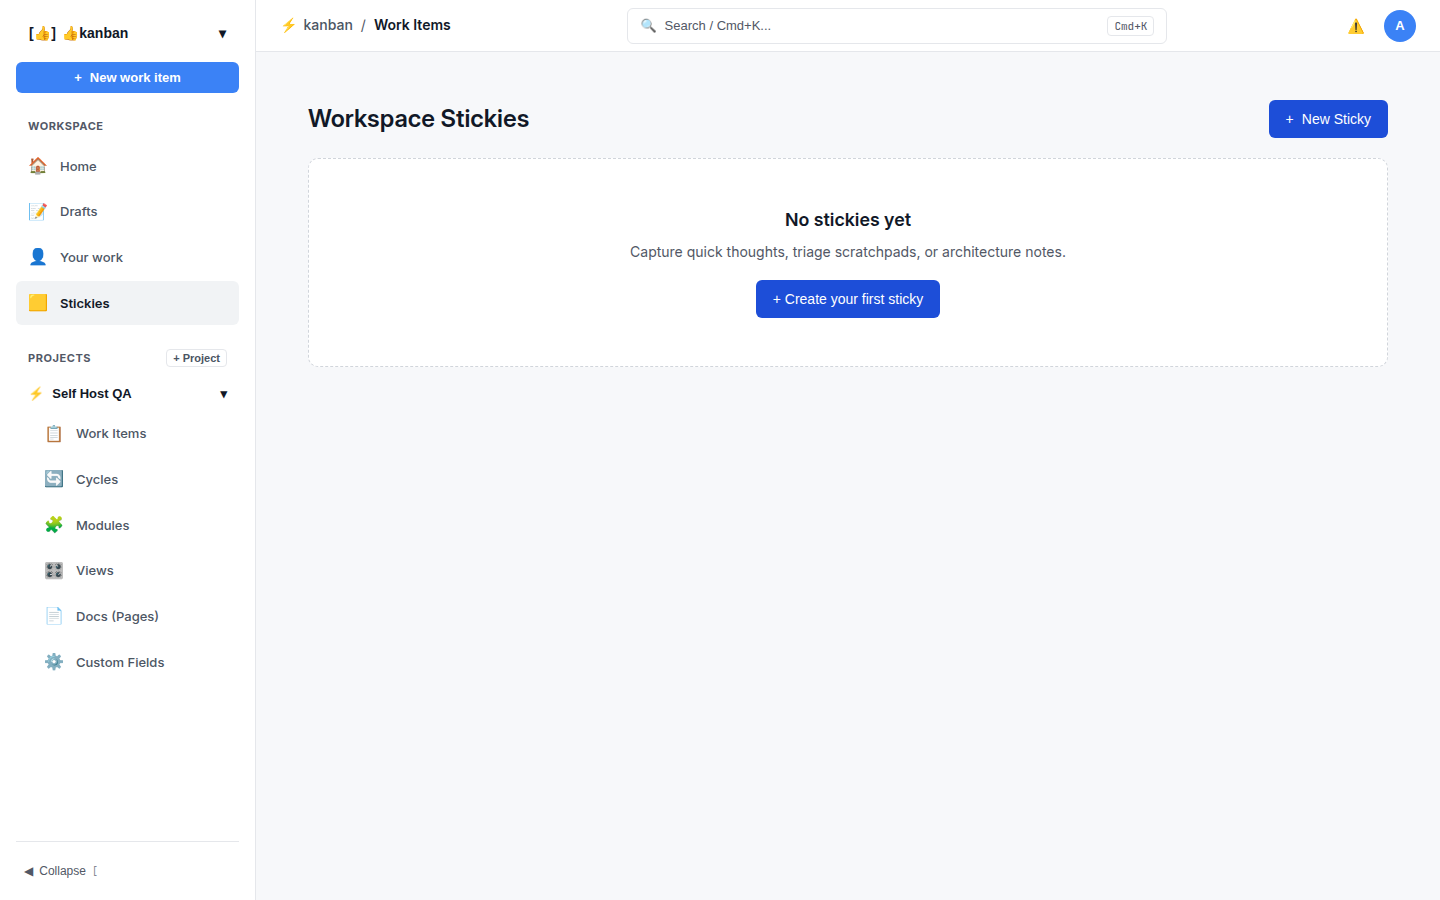 [👍] 👍kanban ▼
+ New work item
WORKSPACE
🏠 Home
📝 Drafts
👤 Your work
🟨 Stickies
PROJECTS + Project
⚡ Self Host QA ▼
📋 Work Items
🔄 Cycles
🧩 Modules
🎛️ Views
📄 Docs (Pages)
⚙️ Custom Fields
◀ Collapse [
⚡ kanban / Work Items
🔍 Search / Cmd+K... Cmd+K
⚠️ A
Workspace Stickies
+ New Sticky
No stickies yet
Capture quick thoughts, triage scratchpads, or architecture notes.
+ Create your first sticky